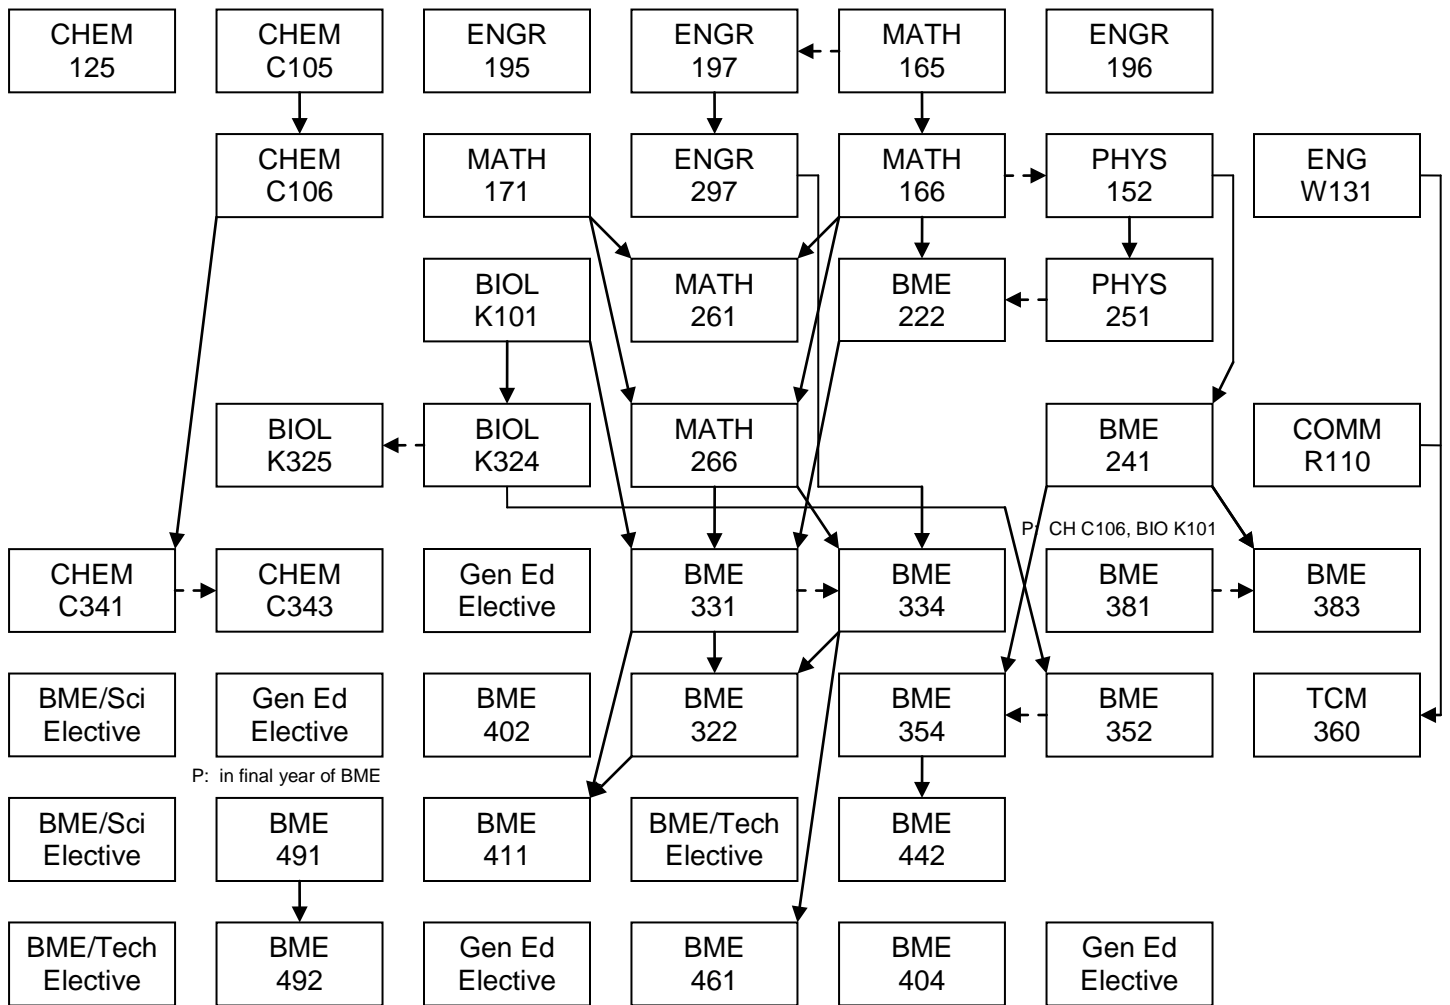 CHEM
125
CHEM
C105
ENGR
195
ENGR
197
MATH
165
ENGR
196
CHEM
C106
MATH
171
ENGR
297
MATH
166
PHYS
152
ENG
W131
BIOL
K101
MATH
261
BME
222
PHYS
251
BIOL
K325
BIOL
K324
MATH
266
BME
241
COMM
R110
P: CH C106, BIO K101
CHEM
C341
CHEM
C343
Gen Ed
Elective
BME
331
BME
334
BME
381
BME
383
BME/Sci
Elective
Gen Ed
Elective
BME
402
BME
322
BME
354
BME
352
TCM
360
P: in final year of BME
BME/Sci
Elective
BME
491
BME
411
BME/Tech
Elective
BME
442
BME/Tech
Elective
BME
492
Gen Ed
Elective
BME
461
BME
404
Gen Ed
Elective